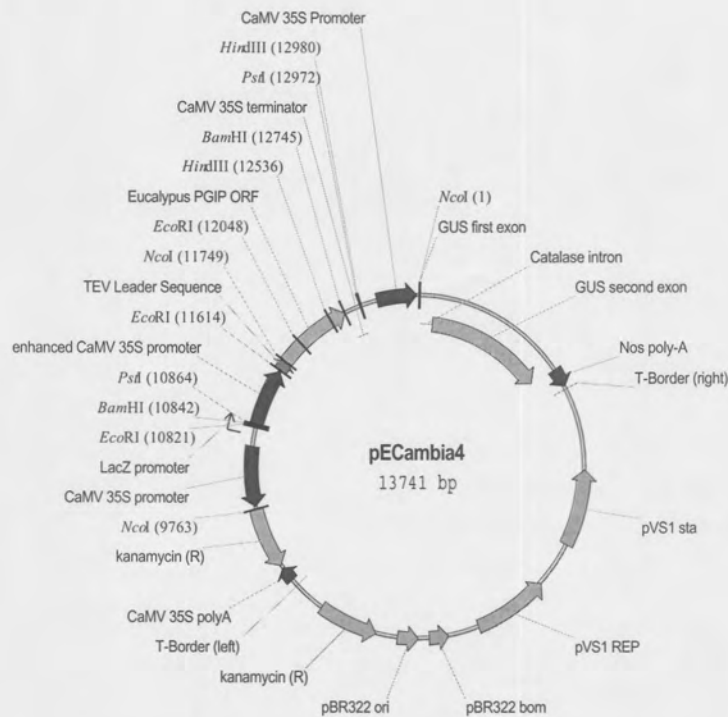 CaMV 35S Promoter
HindIII (12980)
PstI (12972)
CaMV 35S terminator
BamHI (12745)
HindIII (12536)
Eucalypus PGIP ORF
EcoRI (12048)
NcoI (11749)
TEV Leader Sequence
EcoRI (11614)
enhanced CaMV 35S promoter
PstI (10864)
BamHI (10842)
EcoRI (10821)
LacZ promoter
CaMV 35S promoter
NcoI (9763)
kanamycin (R)
CaMV 35S polyA
T-Border (left)
kanamycin (R)
pBR322 ori
pBR322 bom
pVS1 REP
pVS1 sta
T-Border (right)
Nos poly-A
GUS second exon
Catalase intron
GUS first exon
NcoI (1)
pECambia4
13741 bp